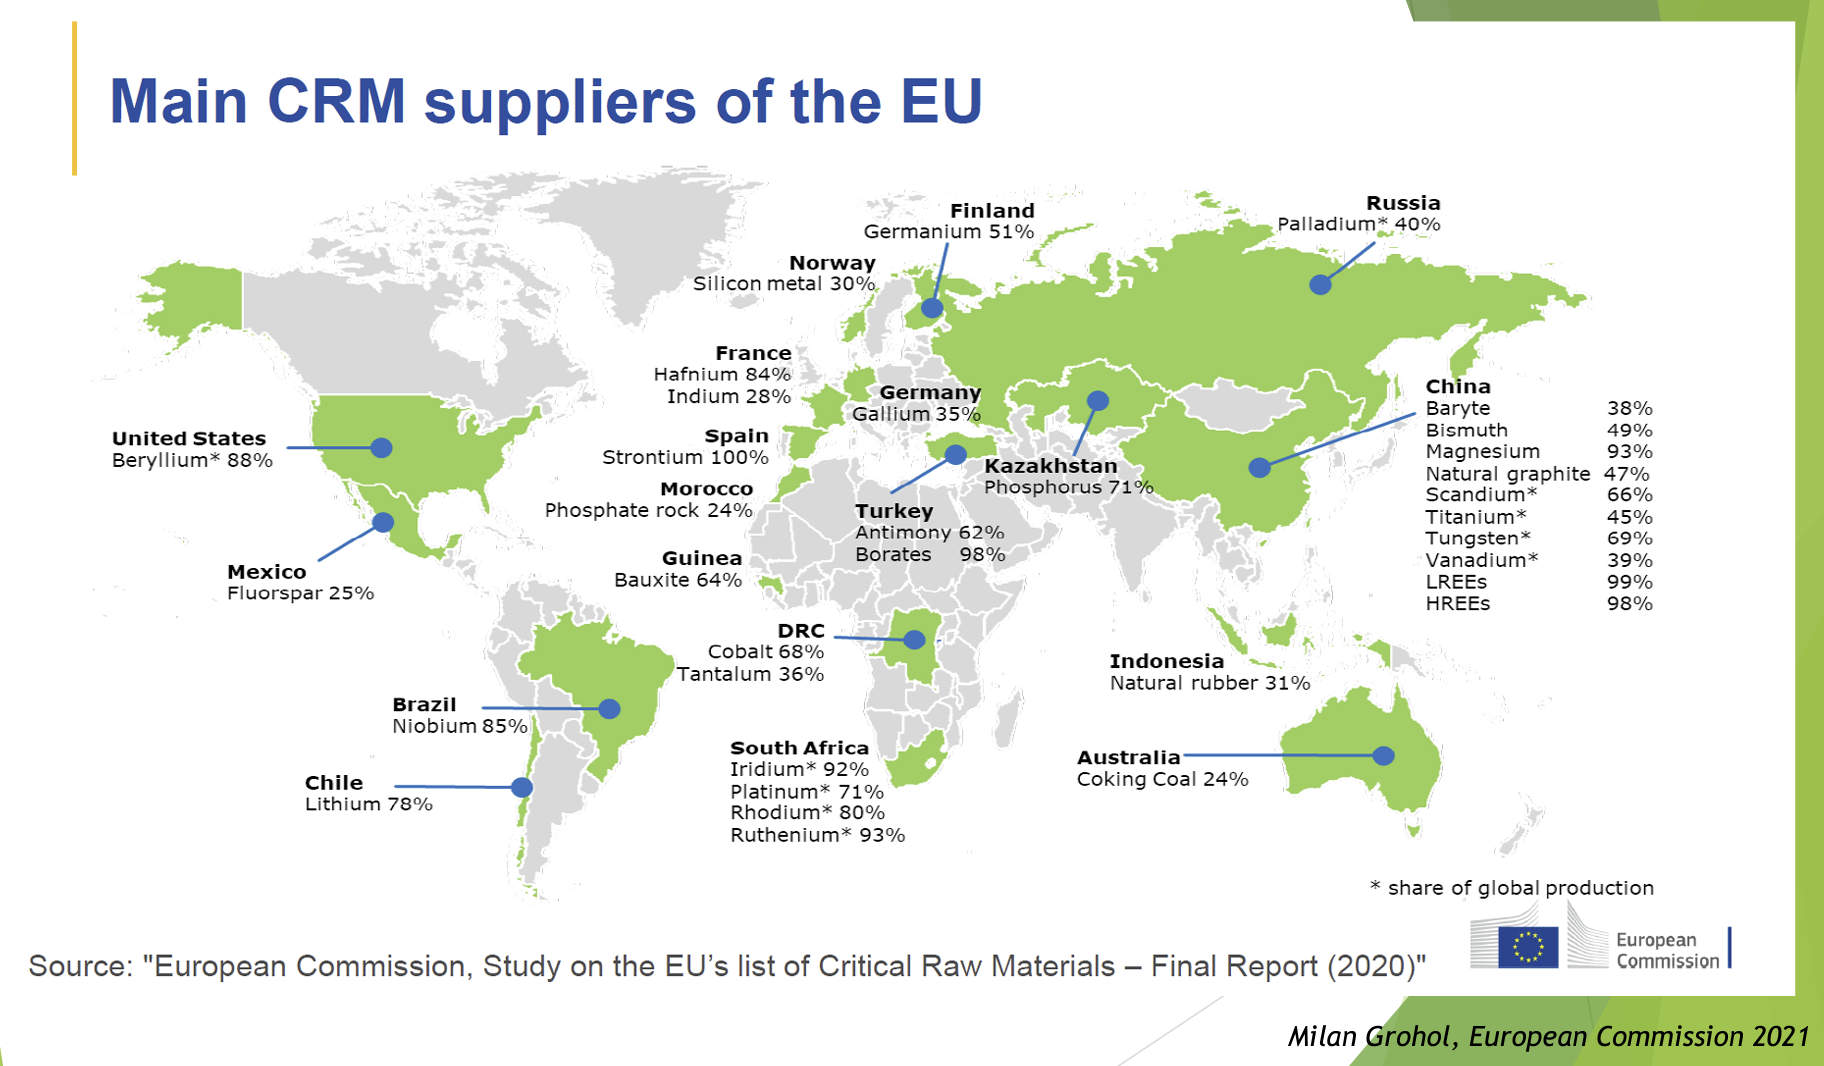 Main CRM suppliers of the EU
Russia
Palladium* 40%
Finland
Germanium 51%
Norway
Silicon metal 30%
France
Hafnium 84%
Indium 28%
Germany
Gallium 35%
China
Baryte 38%
Bismuth 49%
Magnesium 93%
Natural graphite 47%
Scandium* 66%
Titanium* 45%
Tungsten* 69%
Vanadium* 39%
LREEs 99%
HREEs 98%
United States
Beryllium* 88%
Spain
Strontium 100%
Kazakhstan
Phosphorus 71%
Morocco
Phosphate rock 24%
Turkey
Antimony 62%
Borates 98%
Mexico
Fluorspar 25%
Guinea
Bauxite 64%
DRC
Cobalt 68%
Tantalum 36%
Indonesia
Natural rubber 31%
Brazil
Niobium 85%
South Africa
Iridium* 92%
Platinum* 71%
Rhodium* 80%
Ruthenium* 93%
Australia
Coking Coal 24%
Chile
Lithium 78%
* share of global production
European
Commission
Source: "European Commission, Study on the EU’s list of Critical Raw Materials – Final Report (2020)"
Milan Grohol, European Commission 2021